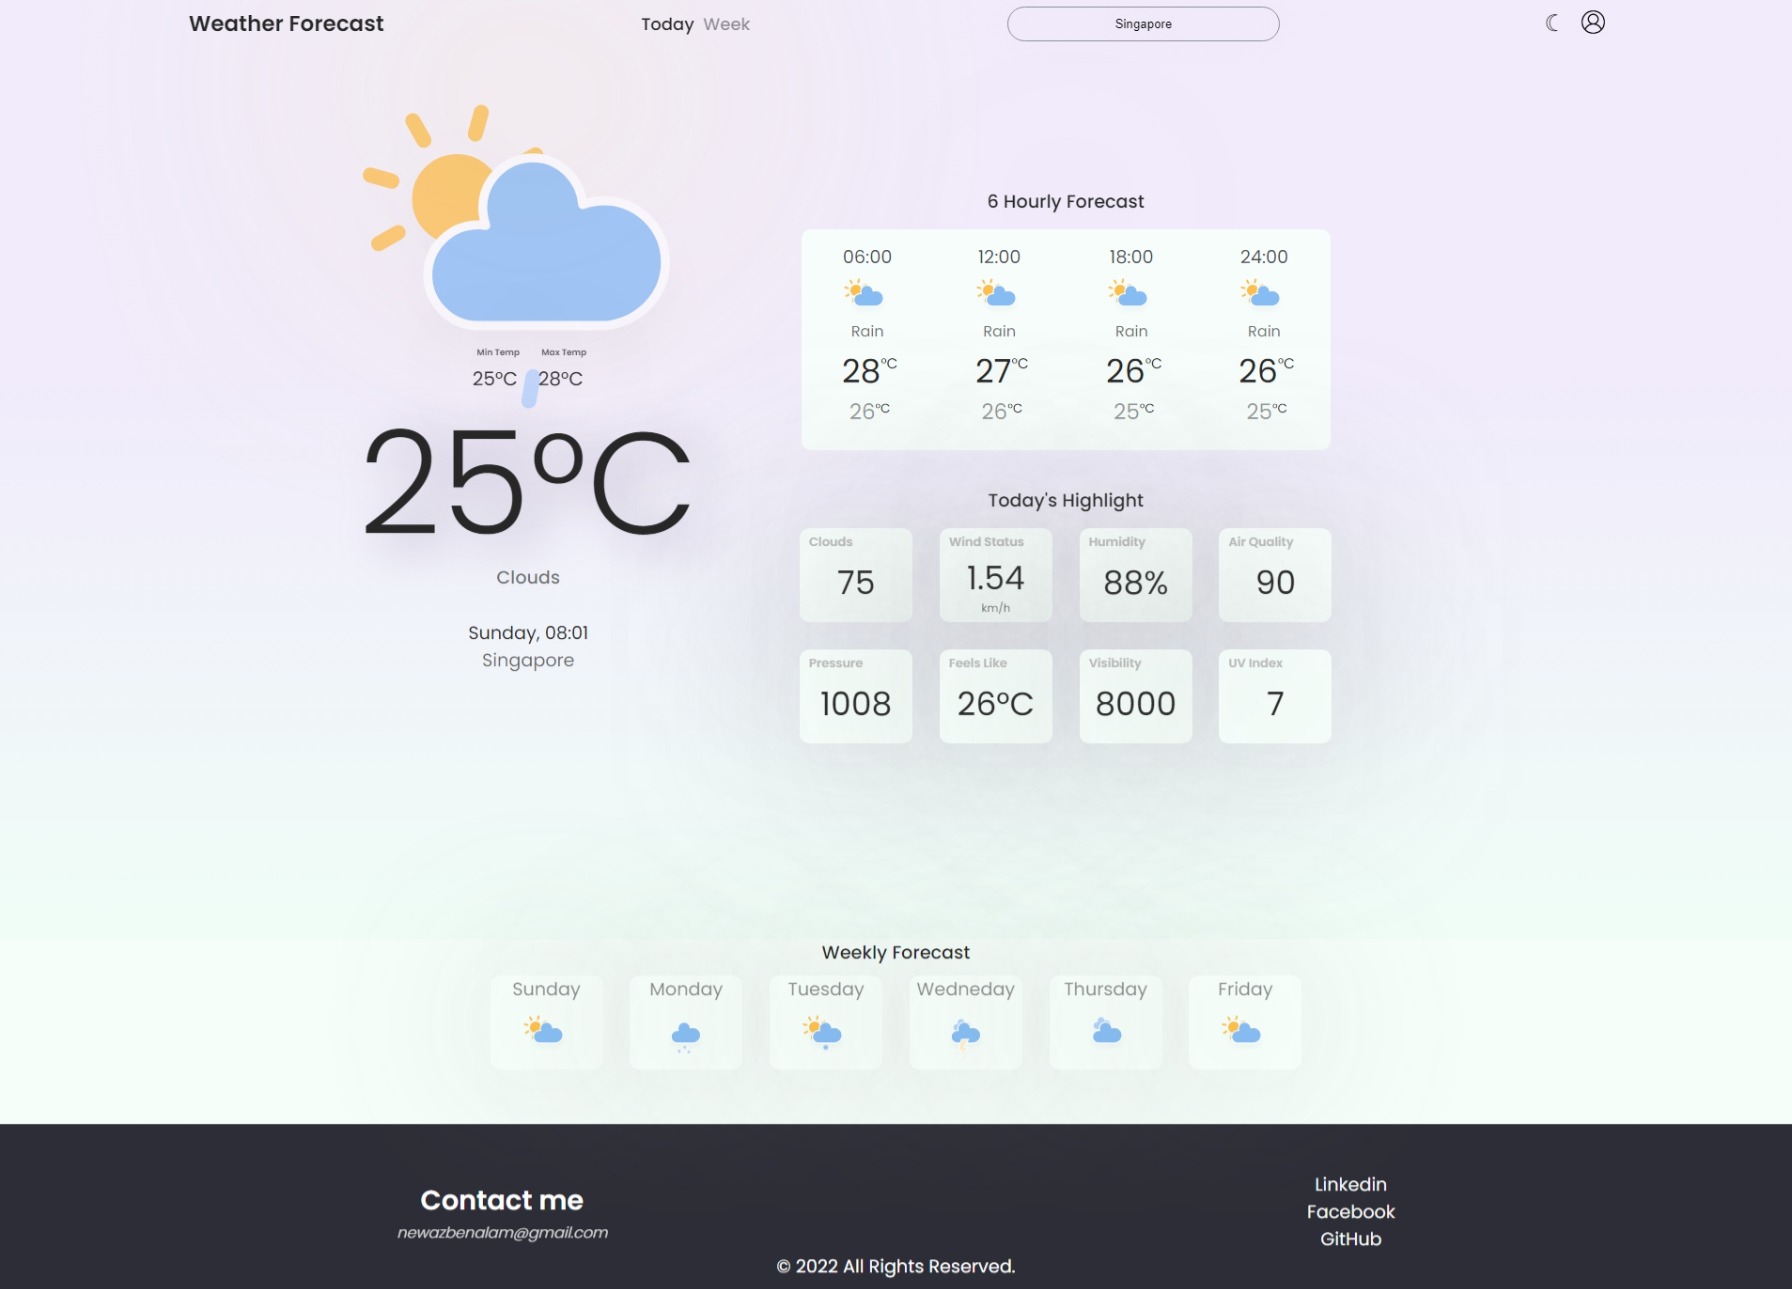 Weather Forecast
Today Week
Singapore
Min Temp Max Temp
25°C 28°C
25°C
Clouds
Sunday, 08:01
Singapore
6 Hourly Forecast
06:00 12:00 18:00 24:00
Rain Rain Rain Rain
28°C 27°C 26°C 26°C
26°C 26°C 25°C 25°C
Today's Highlight
Clouds Wind Status Humidity Air Quality
75 1.54 88% 90
km/h
Pressure Feels Like Visibility UV Index
1008 26°C 8000 7
Weekly Forecast
Sunday Monday Tuesday Wedneday Thursday Friday
Contact me
newazbenalam@gmail.com
Linkedin
Facebook
GitHub
© 2022 All Rights Reserved.